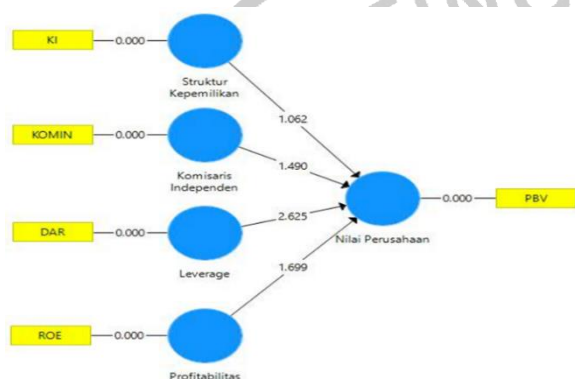 KI
0.000
Struktur
Kepemilikan
1.062
KOMIN
0.000
Komisaris
Independen
1.490
DAR
0.000
Leverage
2.625
ROE
0.000
Profitabilitas
1.699
Nilai Perusahaan
0.000
PBV